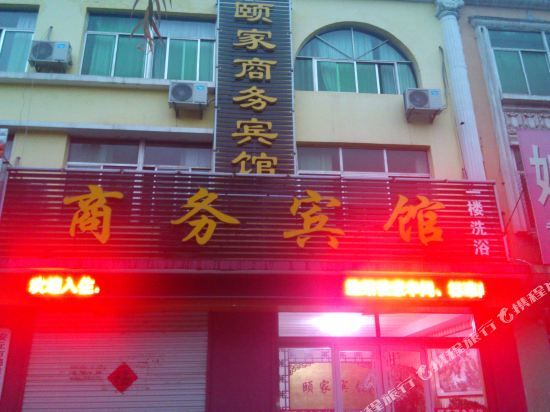 颐家商务宾馆
商务宾馆
一楼洗浴
欢迎入住.
颐家宾
携程旅行